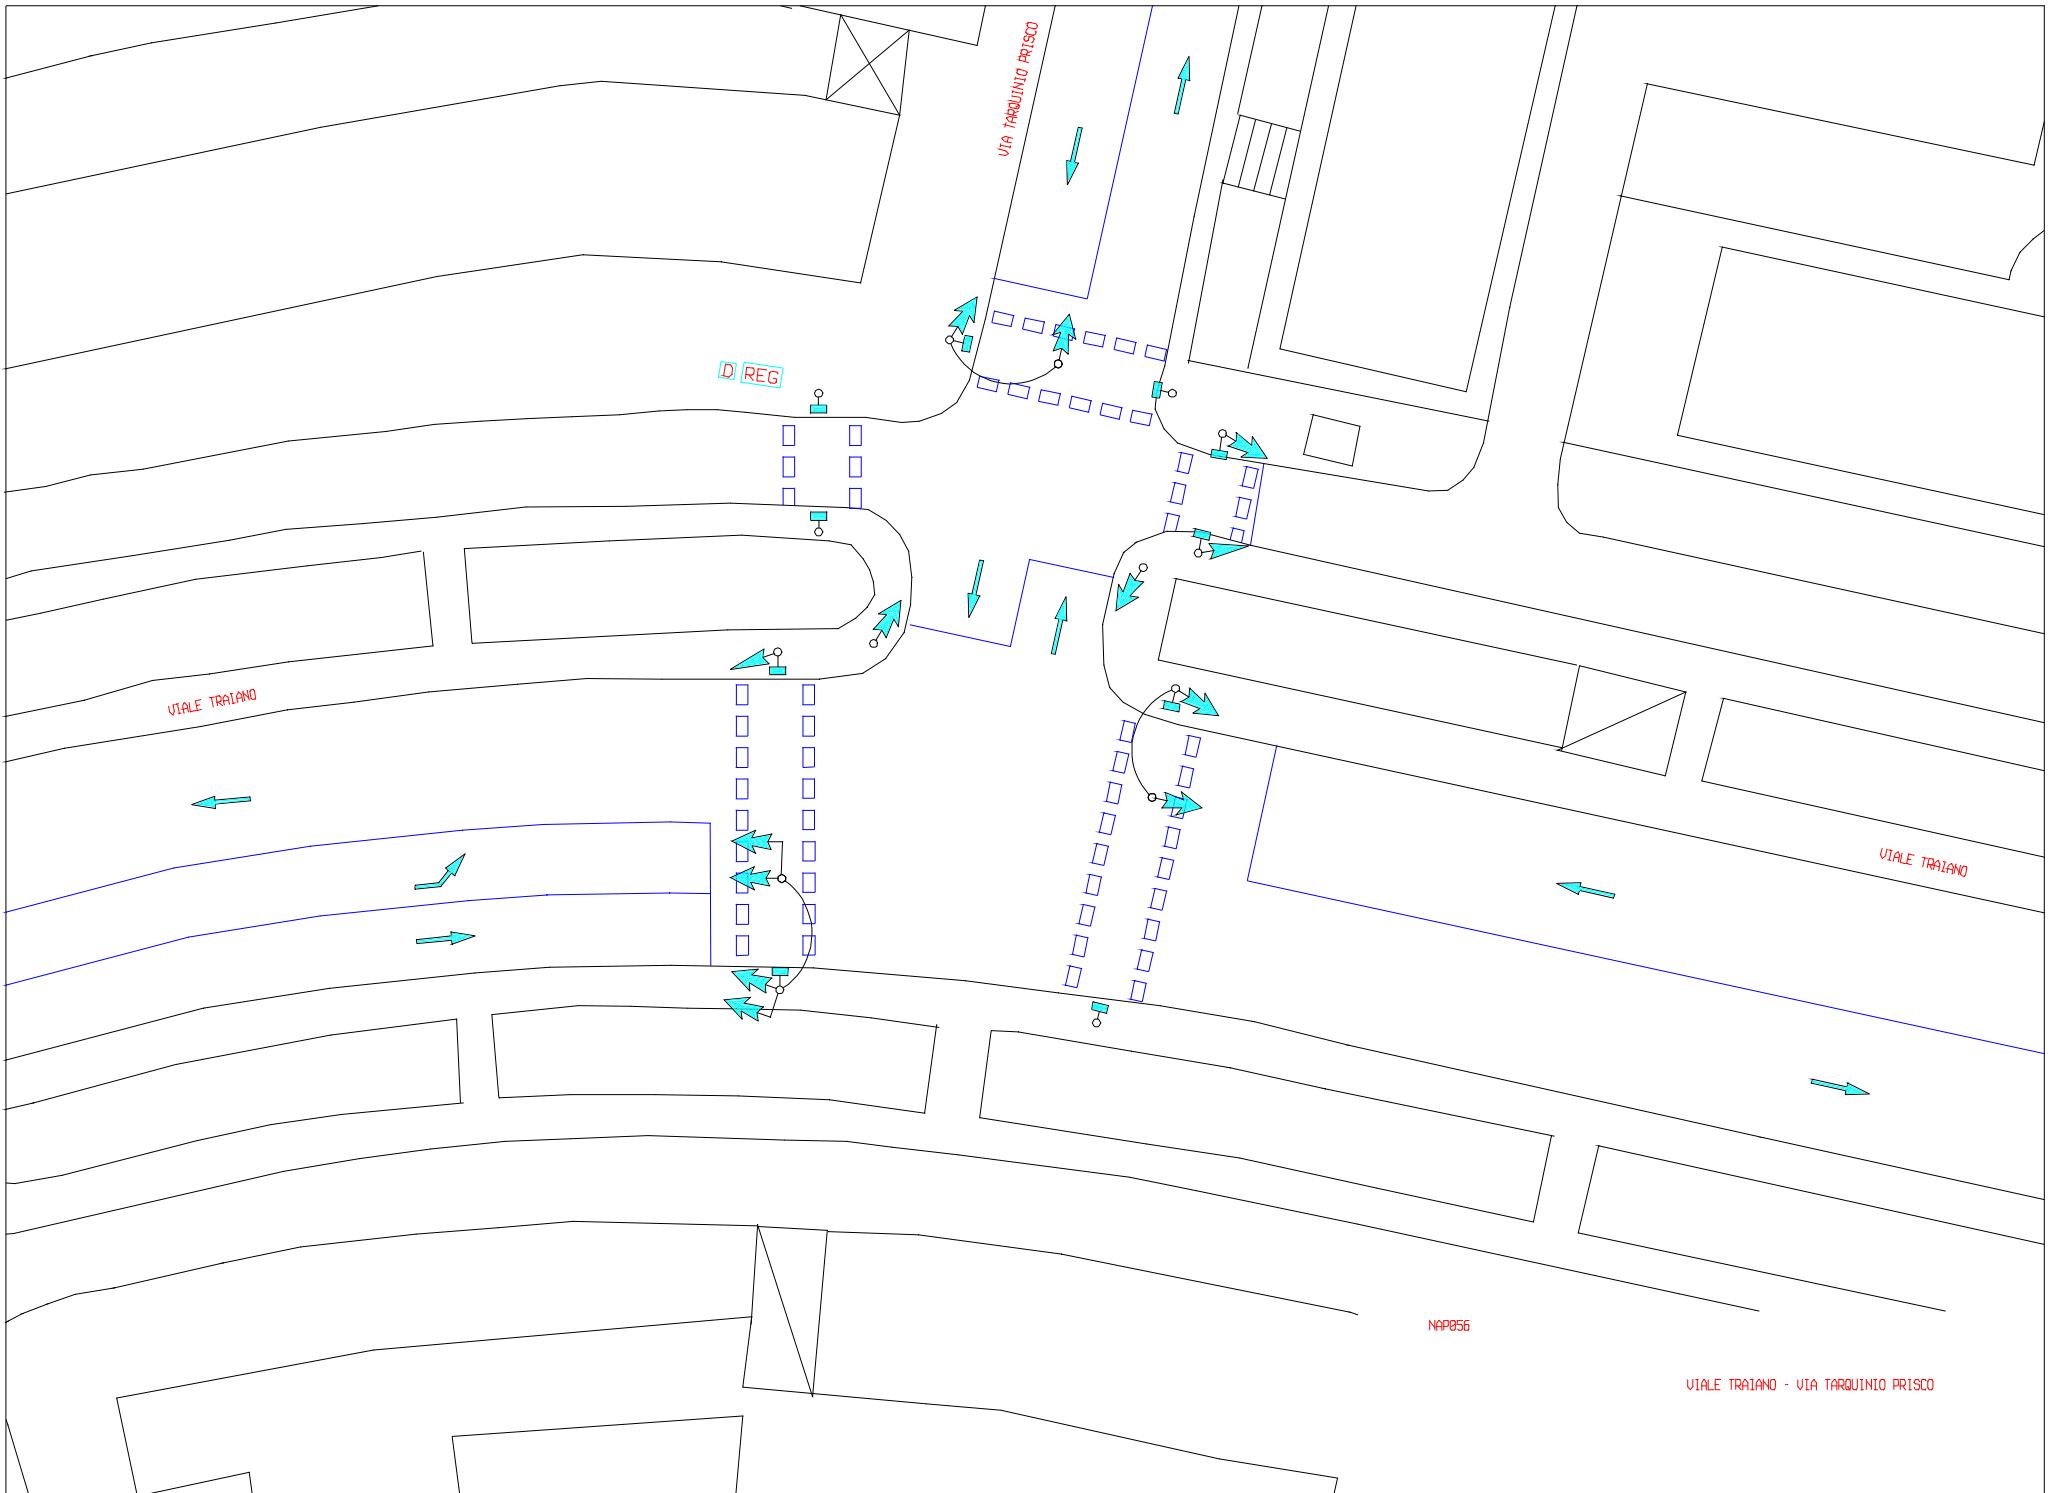 VIA TARQUINIO PRISCO
D REG
VIALE TRAIANO
VIALE TRAIANO
NAP056
VIALE TRAIANO - VIA TARQUINIO PRISCO